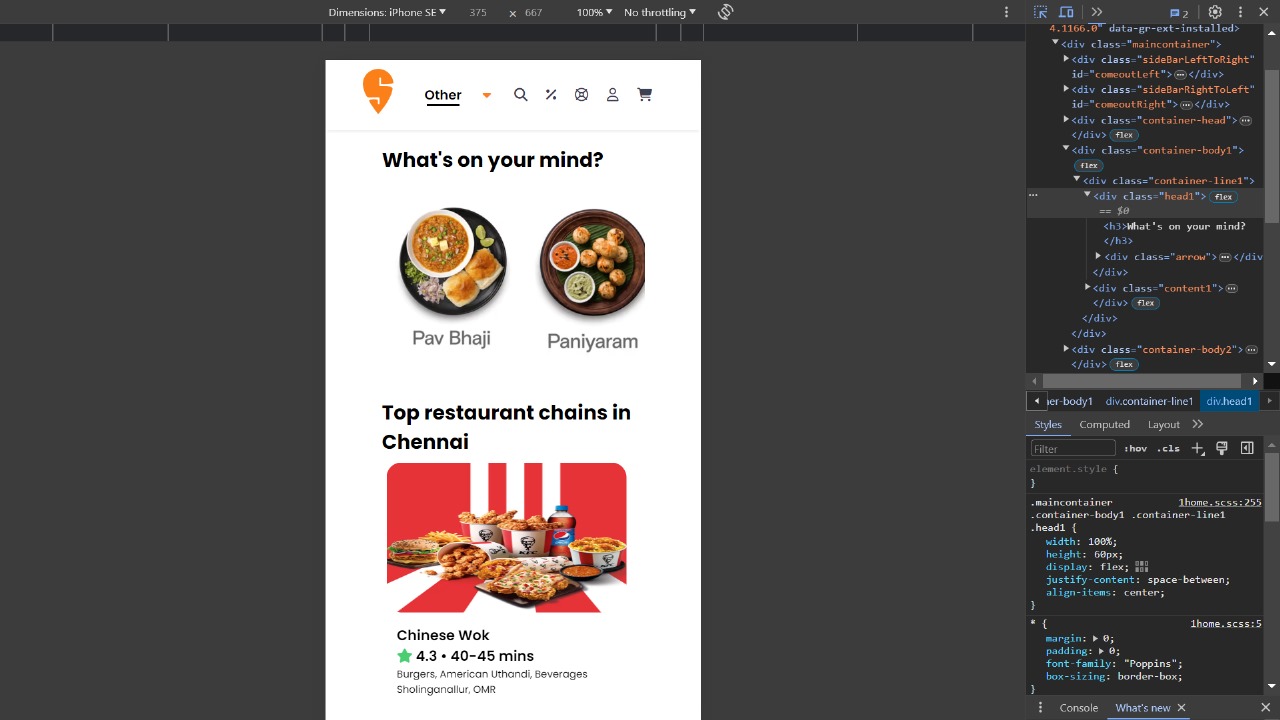 Dimensions: iPhone SE 375 × 667 100% No throttling
2
4.1166.0" data-gr-ext-installed>
<div class="maincontainer">
<div class="sideBarLeftToRight"
id="comeoutLeft"> … </div>
<div class="sideBarRightToLeft"
id="comeoutRight"> … </div>
<div class="container-head"> …
</div> flex
<div class="container-body1">
flex
<div class="container-line1">
… <div class="head1"> flex
== $0
<h3>What's on your mind?
</h3>
<div class="arrow"> … </div
</div>
<div class="content1"> …
</div> flex
</div>
</div>
<div class="container-body2"> …
</div> flex
er-body1 div.container-line1 div.head1
Styles Computed Layout
Filter :hov .cls
element.style {
}
.maincontainer 1home.scss:255
.container-body1 .container-line1
.head1 {
width: 100%;
height: 60px;
display: flex;
justify-content: space-between;
align-items: center;
}
* { 1home.scss:5
margin: 0;
padding: 0;
font-family: "Poppins";
box-sizing: border-box;
}
Console What's new
Other
What's on your mind?
Pav Bhaji
Paniyaram
Top restaurant chains in
Chennai
Chinese Wok
4.3 • 40-45 mins
Burgers, American Uthandi, Beverages
Sholinganallur, OMR